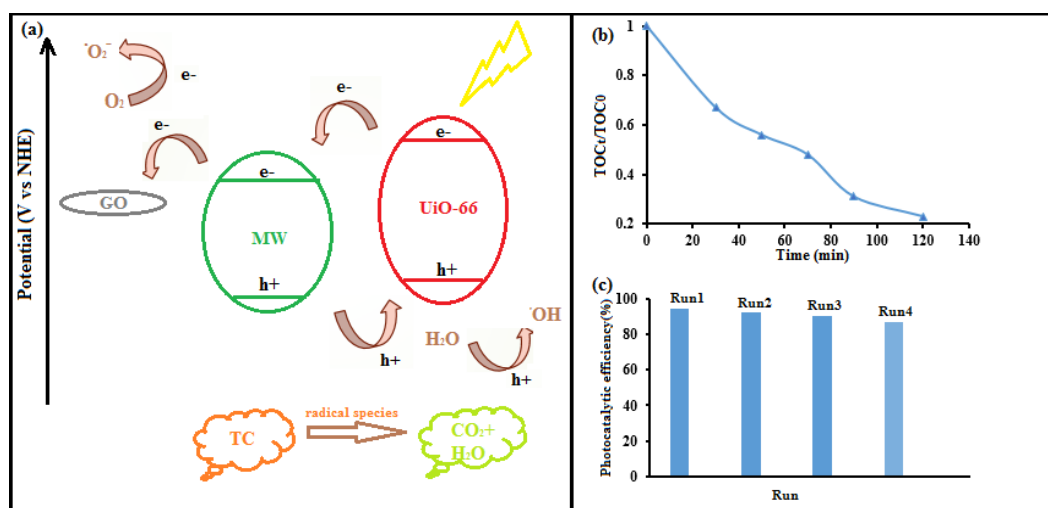 (a)
Potential (V vs NHE)
·O₂⁻
O₂
e-
e-
GO
e-
MW
h+
e-
e-
UiO-66
h+
h+
H₂O
·OH
h+
TC
radical species
CO₂+
H₂O
(b)
TOCt/TOC0
1
0.8
0.6
0.4
0.2
0 20 40 60 80 100 120 140
Time (min)
(c)
Photocatalytic efficiency(%)
100
80
60
40
20
0
Run1 Run2 Run3 Run4
Run